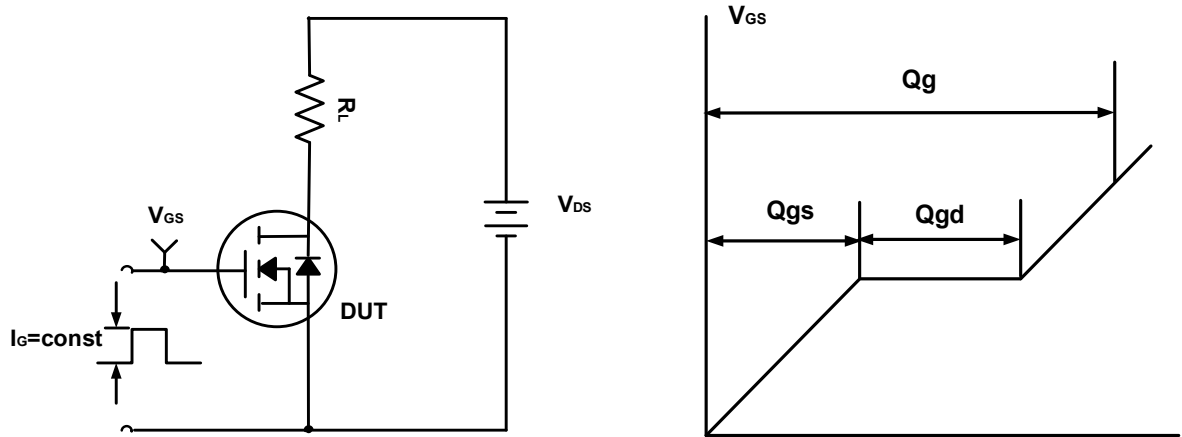 RL
VDS
VGS
DUT
IG=const
VGS
Qg
Qgs
Qgd